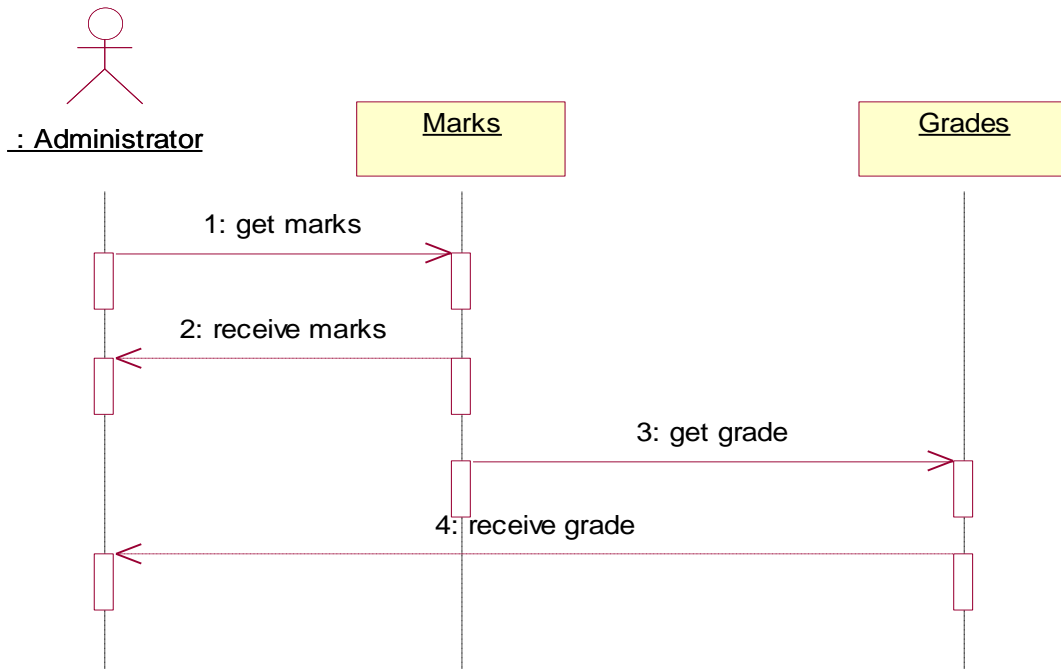 : Administrator
Marks
Grades
1: get marks
2: receive marks
3: get grade
4: receive grade